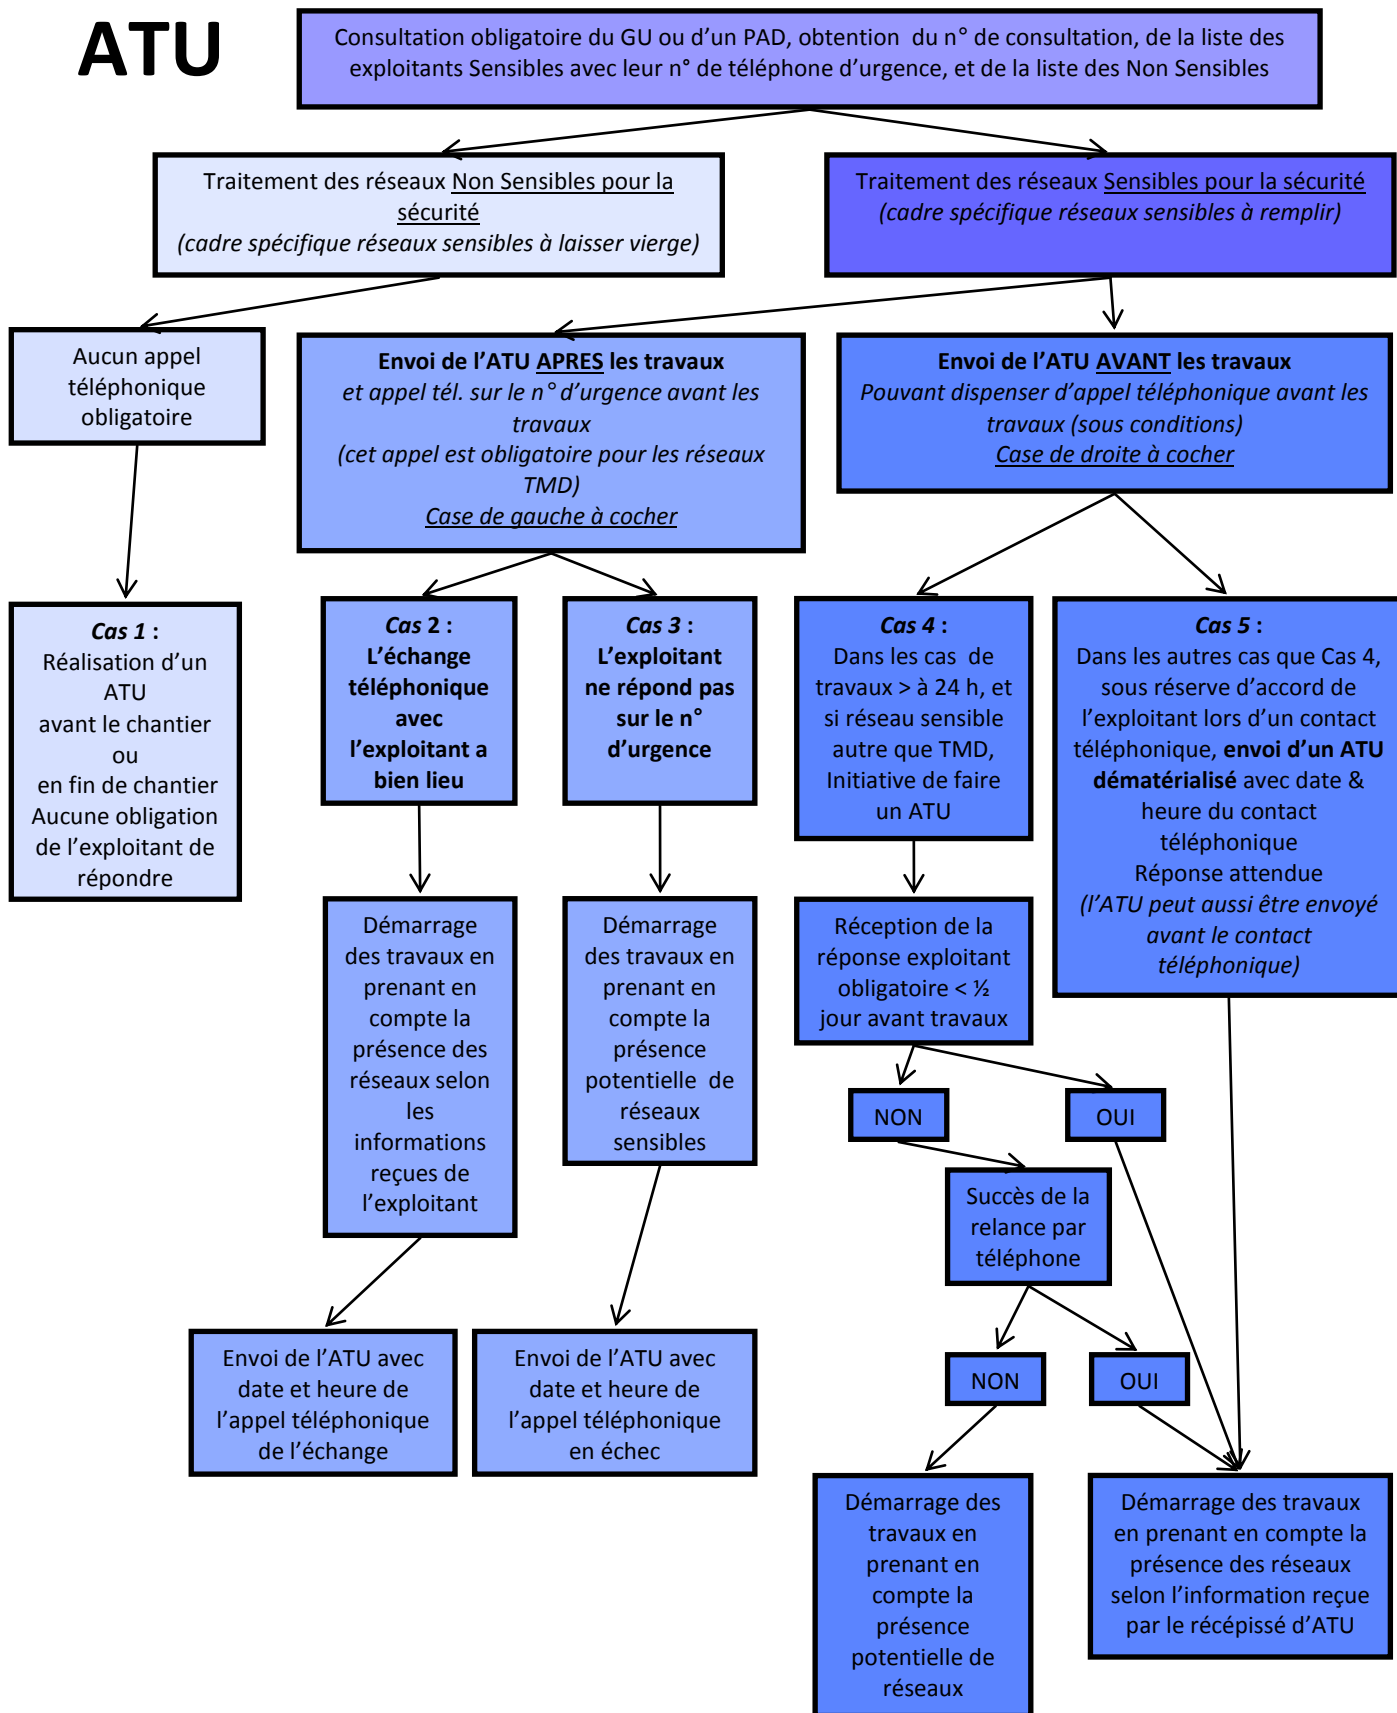 ATU
Consultation obligatoire du GU ou d’un PAD, obtention du n° de consultation, de la liste des
exploitants Sensibles avec leur n° de téléphone d’urgence, et de la liste des Non Sensibles
Traitement des réseaux Non Sensibles pour la
sécurité
(cadre spécifique réseaux sensibles à laisser vierge)
Traitement des réseaux Sensibles pour la sécurité
(cadre spécifique réseaux sensibles à remplir)
Aucun appel
téléphonique
obligatoire
Envoi de l’ATU APRES les travaux
et appel tél. sur le n° d’urgence avant les
travaux
(cet appel est obligatoire pour les réseaux
TMD)
Case de gauche à cocher
Envoi de l’ATU AVANT les travaux
Pouvant dispenser d’appel téléphonique avant les
travaux (sous conditions)
Case de droite à cocher
Cas 1 :
Réalisation d’un
ATU
avant le chantier
ou
en fin de chantier
Aucune obligation
de l’exploitant de
répondre
Cas 2 :
L’échange
téléphonique
avec
l’exploitant a
bien lieu
Cas 3 :
L’exploitant
ne répond pas
sur le n°
d’urgence
Cas 4 :
Dans les cas de
travaux > à 24 h, et
si réseau sensible
autre que TMD,
Initiative de faire
un ATU
Cas 5 :
Dans les autres cas que Cas 4,
sous réserve d’accord de
l’exploitant lors d’un contact
téléphonique, envoi d’un ATU
dématérialisé avec date &
heure du contact
téléphonique
Réponse attendue
(l’ATU peut aussi être envoyé
avant le contact
téléphonique)
Démarrage
des travaux en
prenant en
compte la
présence des
réseaux selon
les
informations
reçues de
l’exploitant
Démarrage
des travaux en
prenant en
compte la
présence
potentielle de
réseaux
sensibles
Réception de la
réponse exploitant
obligatoire < ½
jour avant travaux
NON
OUI
Succès de la
relance par
téléphone
NON
OUI
Envoi de l’ATU avec
date et heure de
l’appel téléphonique
de l’échange
Envoi de l’ATU avec
date et heure de
l’appel téléphonique
en échec
Démarrage des
travaux en
prenant en
compte la
présence
potentielle de
réseaux
Démarrage des travaux
en prenant en compte la
présence des réseaux
selon l’information reçue
par le récépissé d’ATU